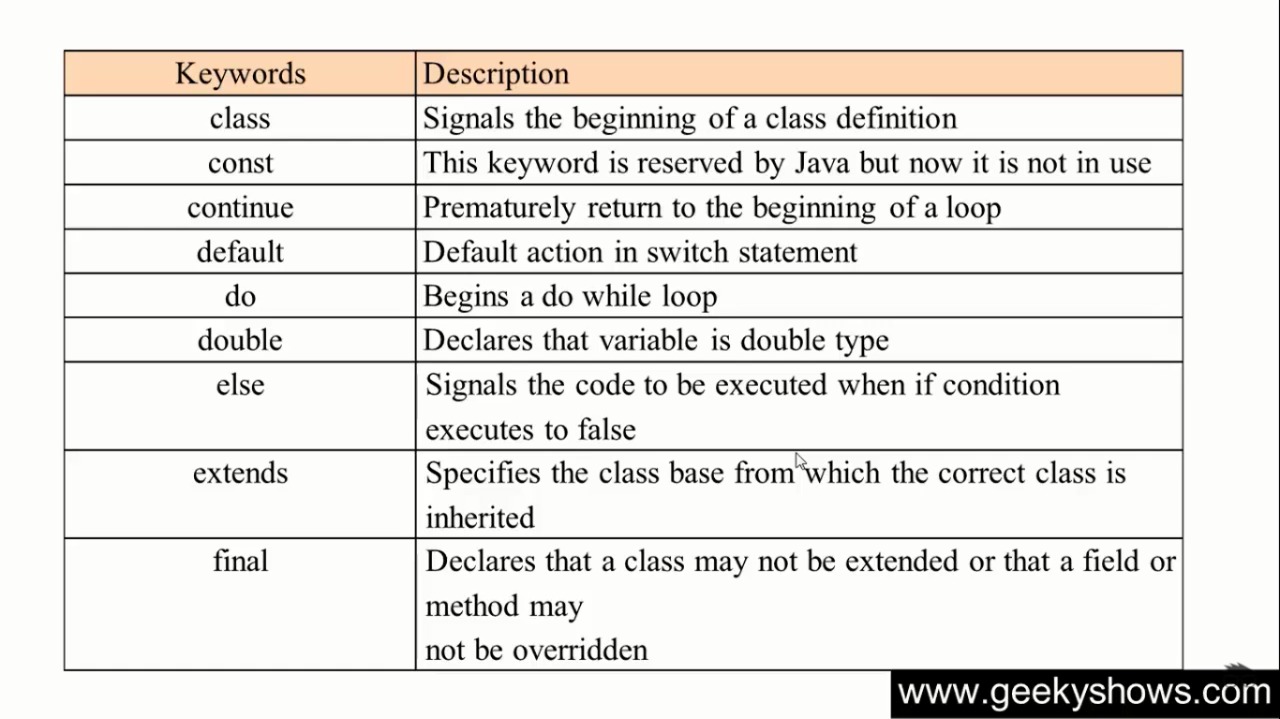 Keywords Description
class Signals the beginning of a class definition
const This keyword is reserved by Java but now it is not in use
continue Prematurely return to the beginning of a loop
default Default action in switch statement
do Begins a do while loop
double Declares that variable is double type
else Signals the code to be executed when if condition
executes to false
extends Specifies the class base from which the correct class is
inherited
final Declares that a class may not be extended or that a field or
method may
not be overridden
www.geekyshows.com